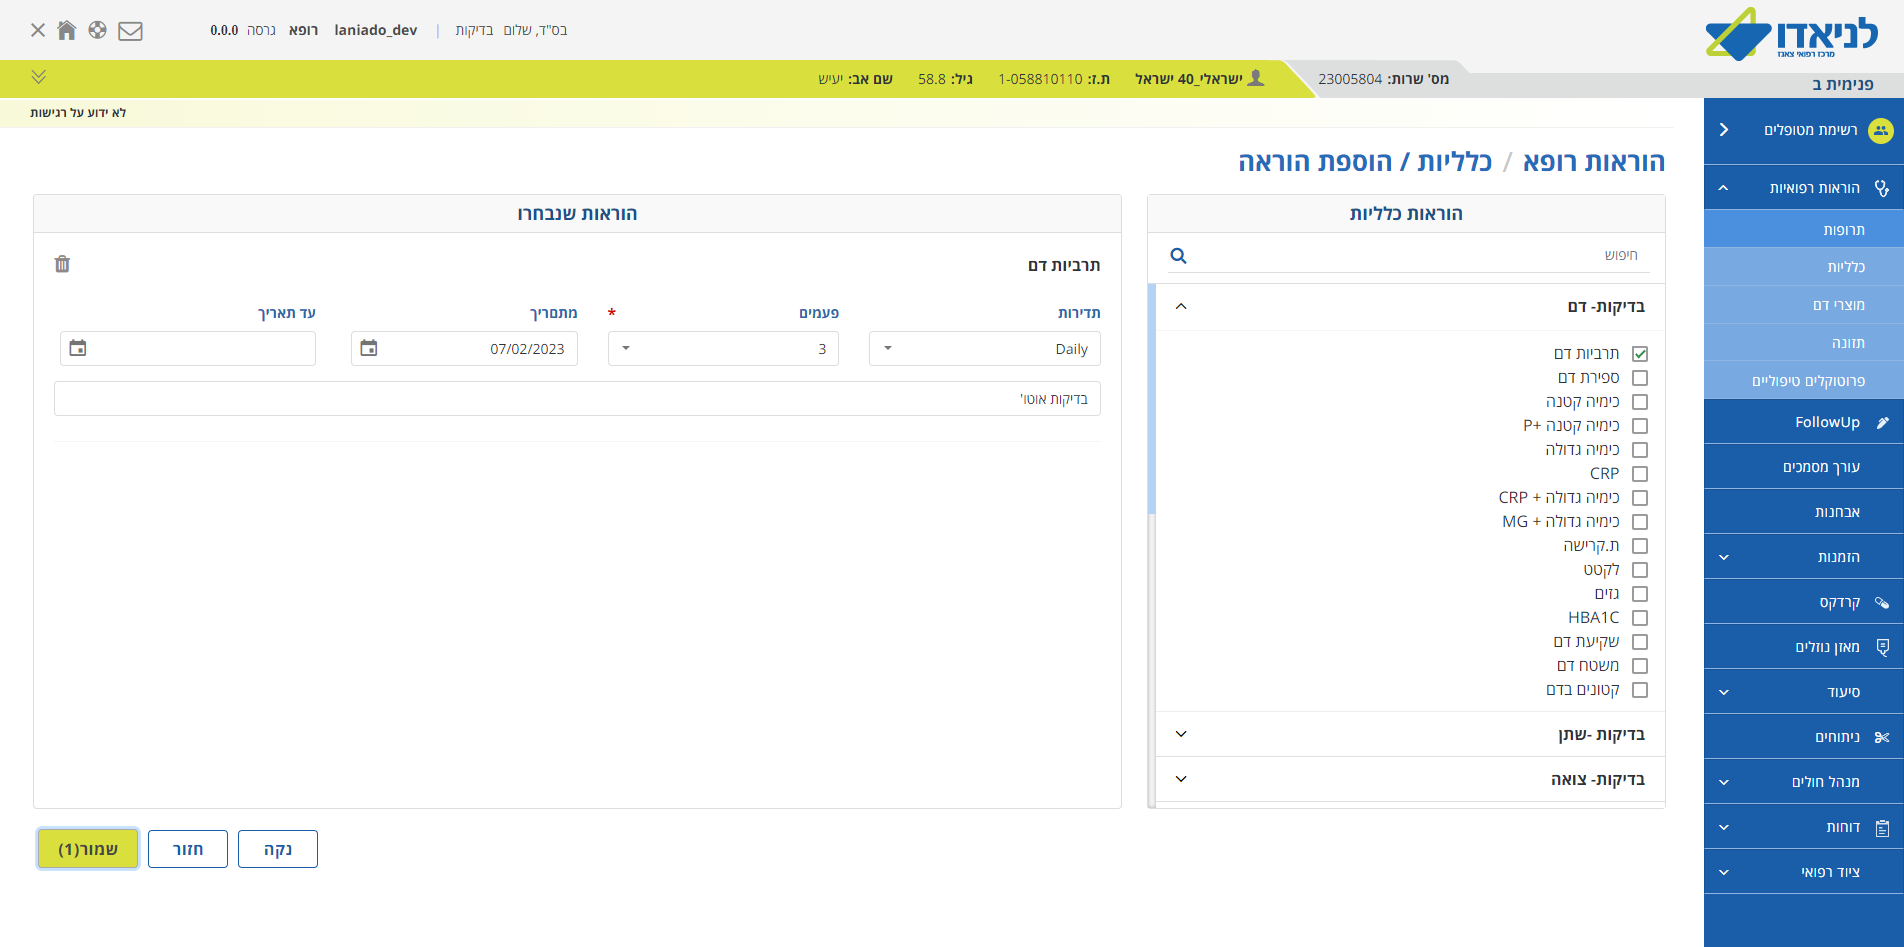 לניאדו
מרכז רפואי צאנז
בס"ד, שלום בדיקות | laniado_dev רופא גרסה 0.0.0
פנימית ב
מס' שרות: 23005804
ישראלי_40 ישראל ת.ז: 1-058810110 גיל: 58.8 שם אב: יעיש
לא ידוע על רגישות
רשימת מטופלים
הוראות רפואיות
תרופות
כלליות
מוצרי דם
תזונה
פרוטוקלים טיפוליים
FollowUp
עורך מסמכים
אבחנות
הזמנות
קרדקס
מאזן נוזלים
סיעוד
ניתוחים
מנהל חולים
דוחות
ציוד רפואי
הוראות רופא / כלליות / הוספת הוראה
הוראות כלליות
חיפוש
בדיקות- דם
תרביות דם
ספירת דם
כימיה קטנה
כימיה קטנה +P
כימיה גדולה
CRP
כימיה גדולה + CRP
כימיה גדולה + MG
ת.קרישה
לקטט
גזים
HBA1C
שקיעת דם
משטח דם
קטונים בדם
בדיקות -שתן
בדיקות- צואה
הוראות שנבחרו
תרביות דם
תדירות פעמים * מתםריך עד תאריך
Daily 3 07/02/2023
בדיקות אוטו'
נקה חזור שמור(1)